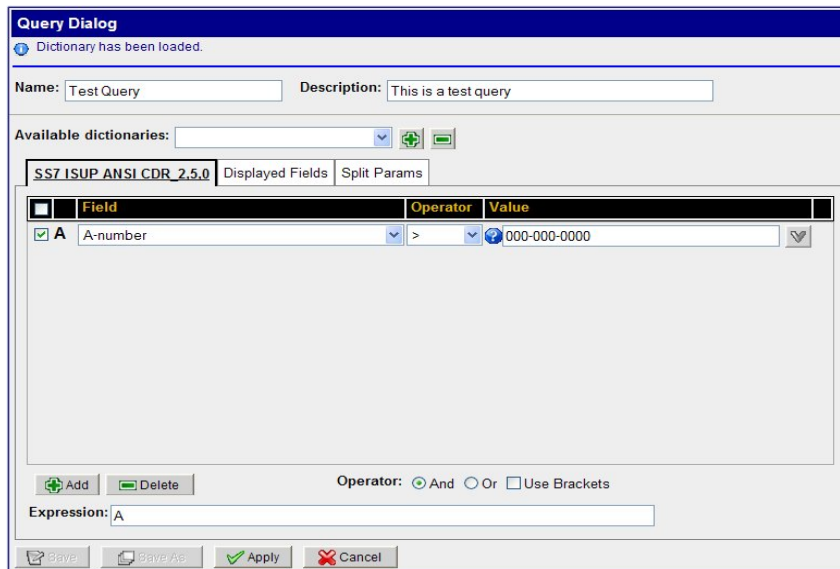 Query Dialog
Dictionary has been loaded.
Name: Test Query Description: This is a test query
Available dictionaries:
SS7 ISUP ANSI CDR_2,5,0 Displayed Fields Split Params
Field Operator Value
A A-number > ? 000-000-0000
Add Delete Operator: And Or Use Brackets
Expression: A
Save Save As Apply Cancel